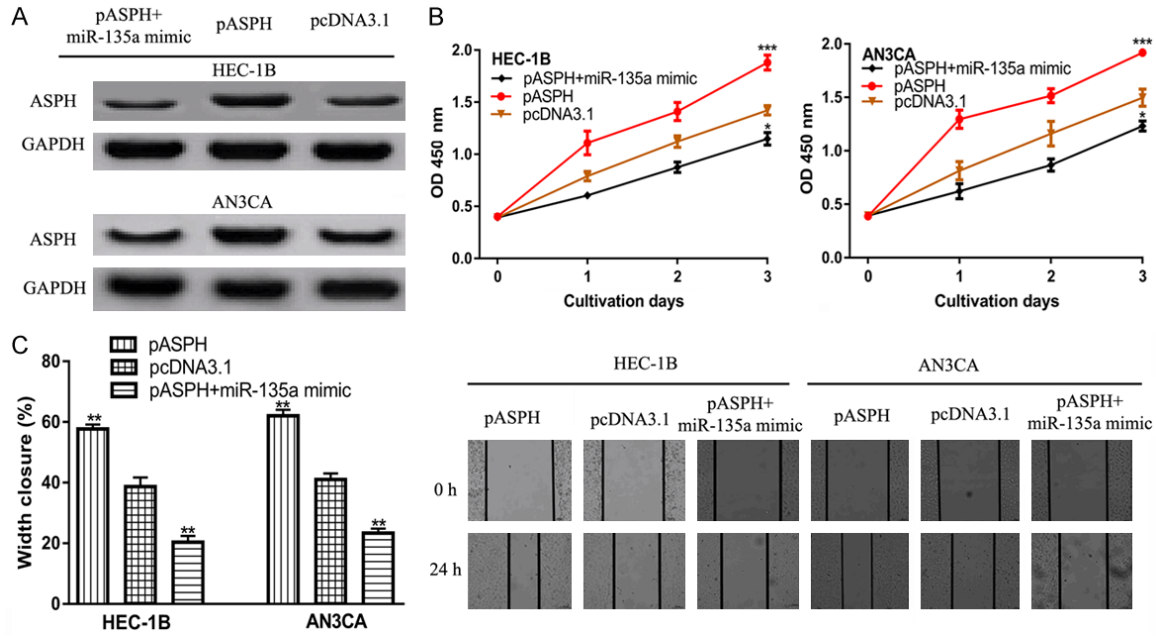 A
pASPH+
miR-135a mimic
pASPH
pcDNA3.1
HEC-1B
ASPH
GAPDH
AN3CA
ASPH
GAPDH
B
HEC-1B
pASPH+miR-135a mimic
pASPH
pcDNA3.1
***
*
OD 450 nm
2.0
1.5
1.0
0.5
0.0
0 1 2 3
Cultivation days
AN3CA
pASPH+miR-135a mimic
pASPH
pcDNA3.1
***
*
OD 450 nm
2.0
1.5
1.0
0.5
0.0
0 1 2 3
Cultivation days
C
pASPH
pcDNA3.1
pASPH+miR-135a mimic
Width closure (%)
80
60
40
20
0
**
**
**
**
HEC-1B AN3CA
HEC-1B AN3CA
pASPH
pcDNA3.1
pASPH+
miR-135a mimic
pASPH
pcDNA3.1
pASPH+
miR-135a mimic
0 h
24 h